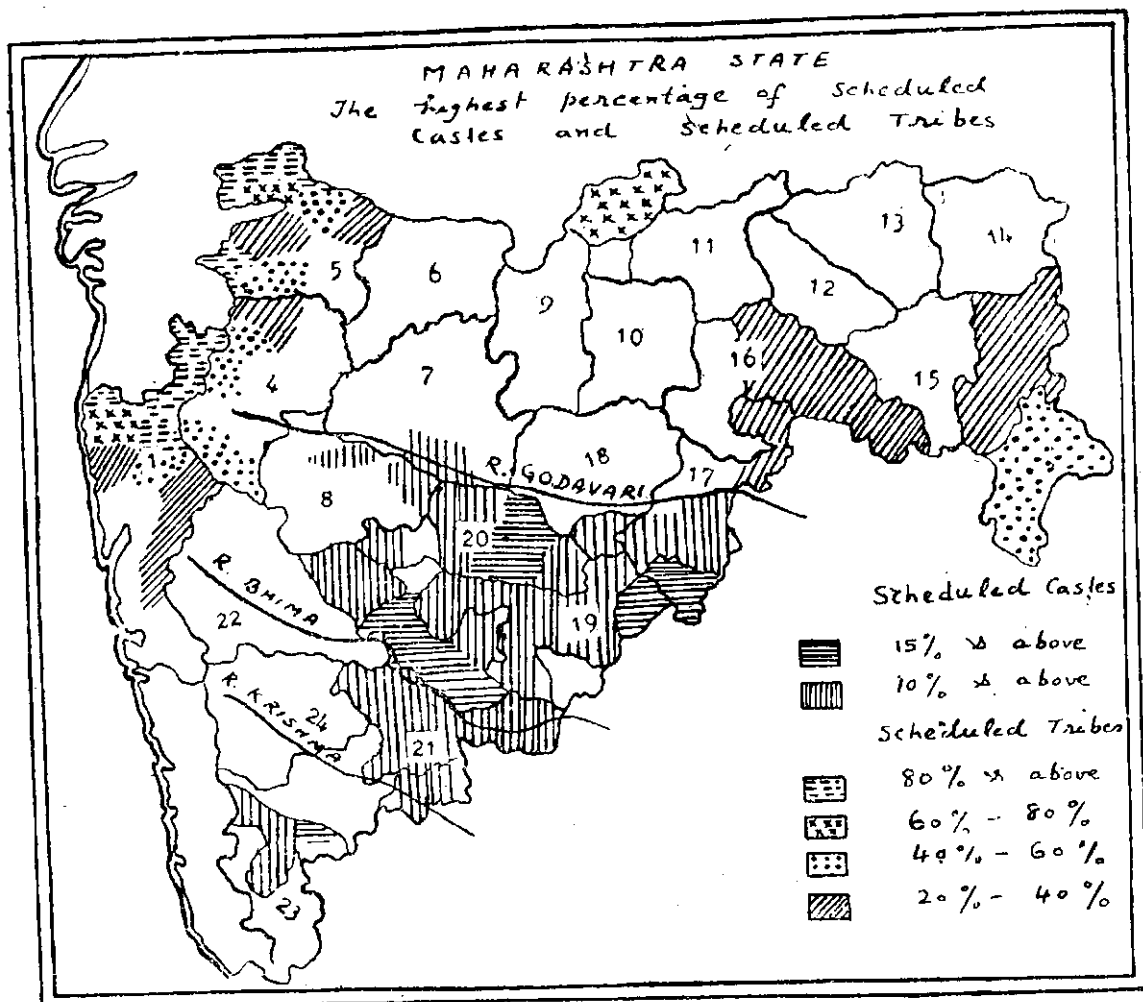 MAHARASHTRA STATE
The highest percentage of Scheduled
Castes and Scheduled Tribes
13
14
11
5
6
12
9
10
16
4
7
15
1
R. GODAVARI
18
17
8
20
R. BHIMA
19
22
R. KRISHMA
24
21
23
Scheduled Castes
15% & above
10% & above
Scheduled Tribes
80% & above
60% - 80%
40% - 60%
20% - 40%